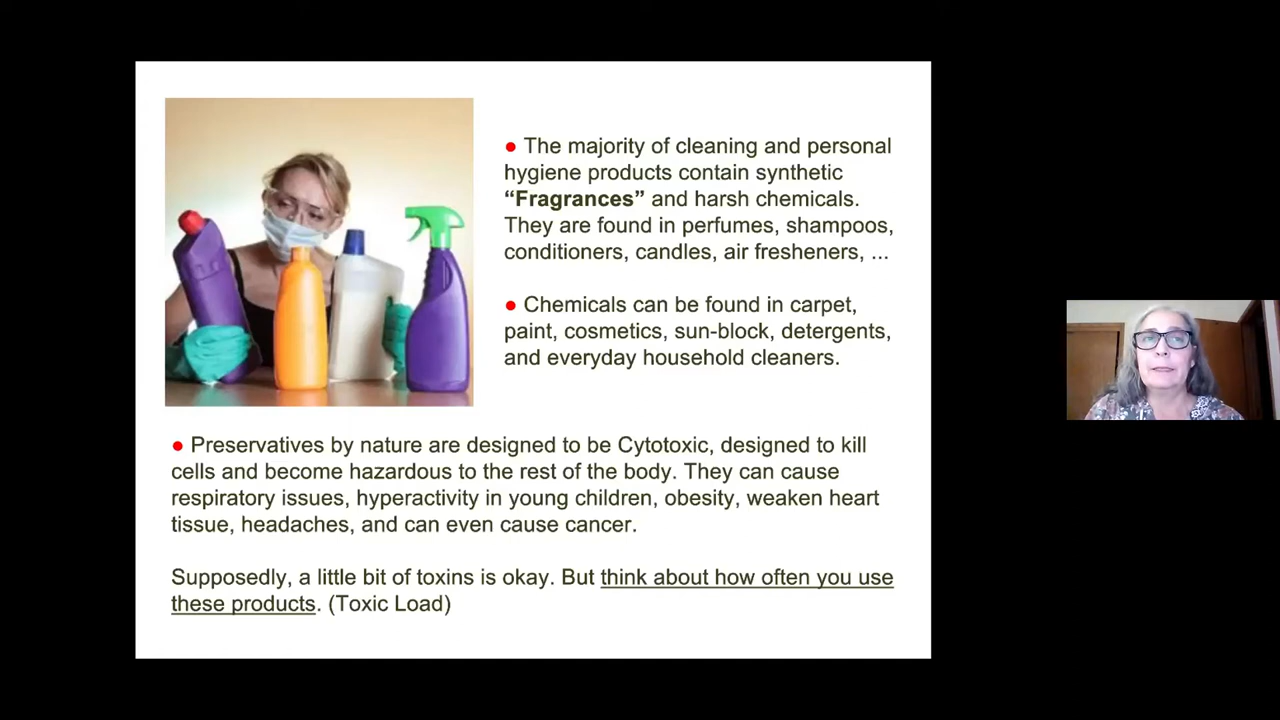 ● The majority of cleaning and personal
hygiene products contain synthetic
“Fragrances” and harsh chemicals.
They are found in perfumes, shampoos,
conditioners, candles, air fresheners, ...
● Chemicals can be found in carpet,
paint, cosmetics, sun-block, detergents,
and everyday household cleaners.
● Preservatives by nature are designed to be Cytotoxic, designed to kill
cells and become hazardous to the rest of the body. They can cause
respiratory issues, hyperactivity in young children, obesity, weaken heart
tissue, headaches, and can even cause cancer.
Supposedly, a little bit of toxins is okay. But think about how often you use
these products. (Toxic Load)